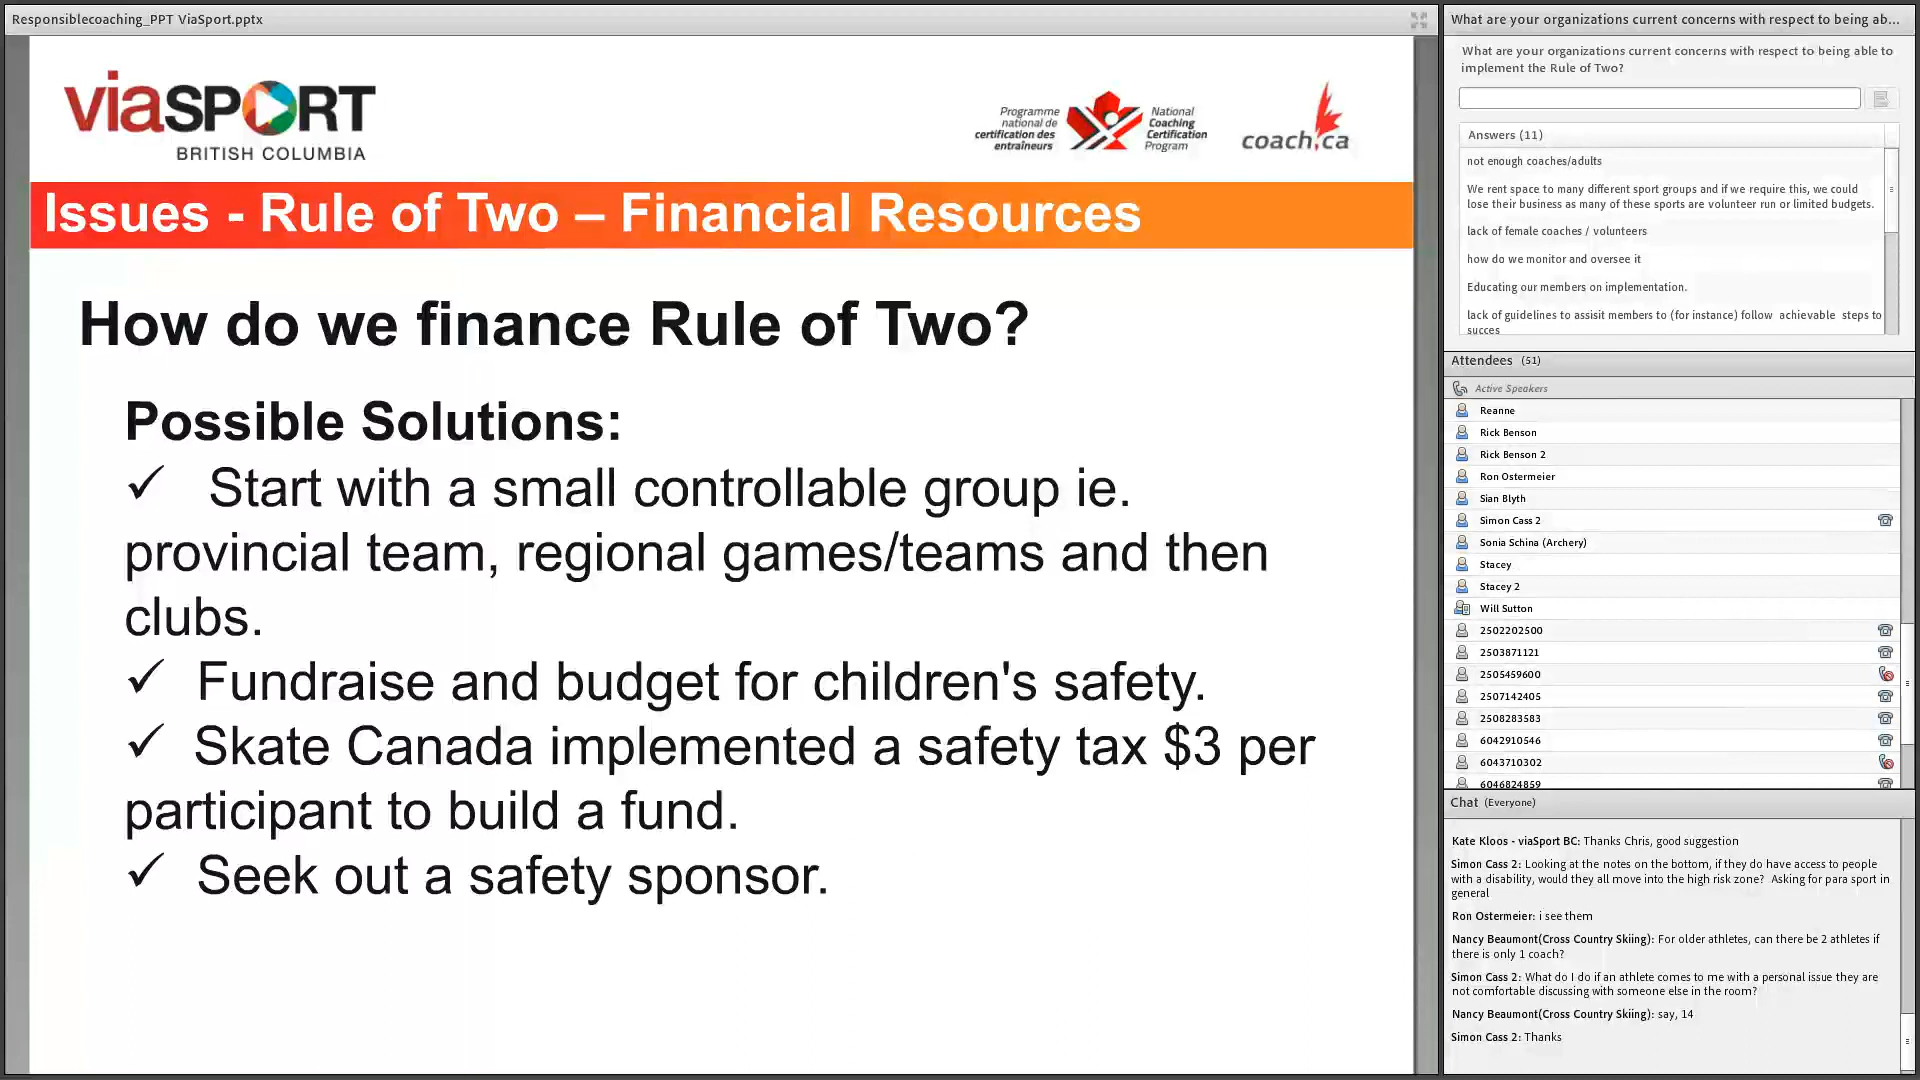 Responsiblecoaching_PPT ViaSport.pptx
viaSPORT
BRITISH COLUMBIA
Programme
national de
certification des
entraîneurs
National
Coaching
Certification
Program
coach.ca
Issues - Rule of Two – Financial Resources
How do we finance Rule of Two?
Possible Solutions:
✓ Start with a small controllable group ie.
provincial team, regional games/teams and then
clubs.
✓ Fundraise and budget for children's safety.
✓ Skate Canada implemented a safety tax $3 per
participant to build a fund.
✓ Seek out a safety sponsor.
What are your organizations current concerns with respect to being ab...
What are your organizations current concerns with respect to being able to
implement the Rule of Two?
Answers (11)
not enough coaches/adults
We rent space to many different sport groups and if we require this, we could
lose their business as many of these sports are volunteer run or limited budgets.
lack of female coaches / volunteers
how do we monitor and oversee it
Educating our members on implementation.
lack of guidelines to assisit members to (for instance) follow achievable steps to
succes
Attendees (51)
Active Speakers
Reanne
Rick Benson
Rick Benson 2
Ron Ostermeier
Sian Blyth
Simon Cass 2
Sonia Schina (Archery)
Stacey
Stacey 2
Will Sutton
2502202500
2503871121
2505459600
2507142405
2508283583
6042910546
6043710302
6046824859
Chat (Everyone)
Kate Kloos - viaSport BC: Thanks Chris, good suggestion
Simon Cass 2: Looking at the notes on the bottom, if they do have access to people
with a disability, would they all move into the high risk zone? Asking for para sport in
general
Ron Ostermeier: i see them
Nancy Beaumont(Cross Country Skiing): For older athletes, can there be 2 athletes if
there is only 1 coach?
Simon Cass 2: What do I do if an athlete comes to me with a personal issue they are
not comfortable discussing with someone else in the room?
Nancy Beaumont(Cross Country Skiing): say, 14
Simon Cass 2: Thanks